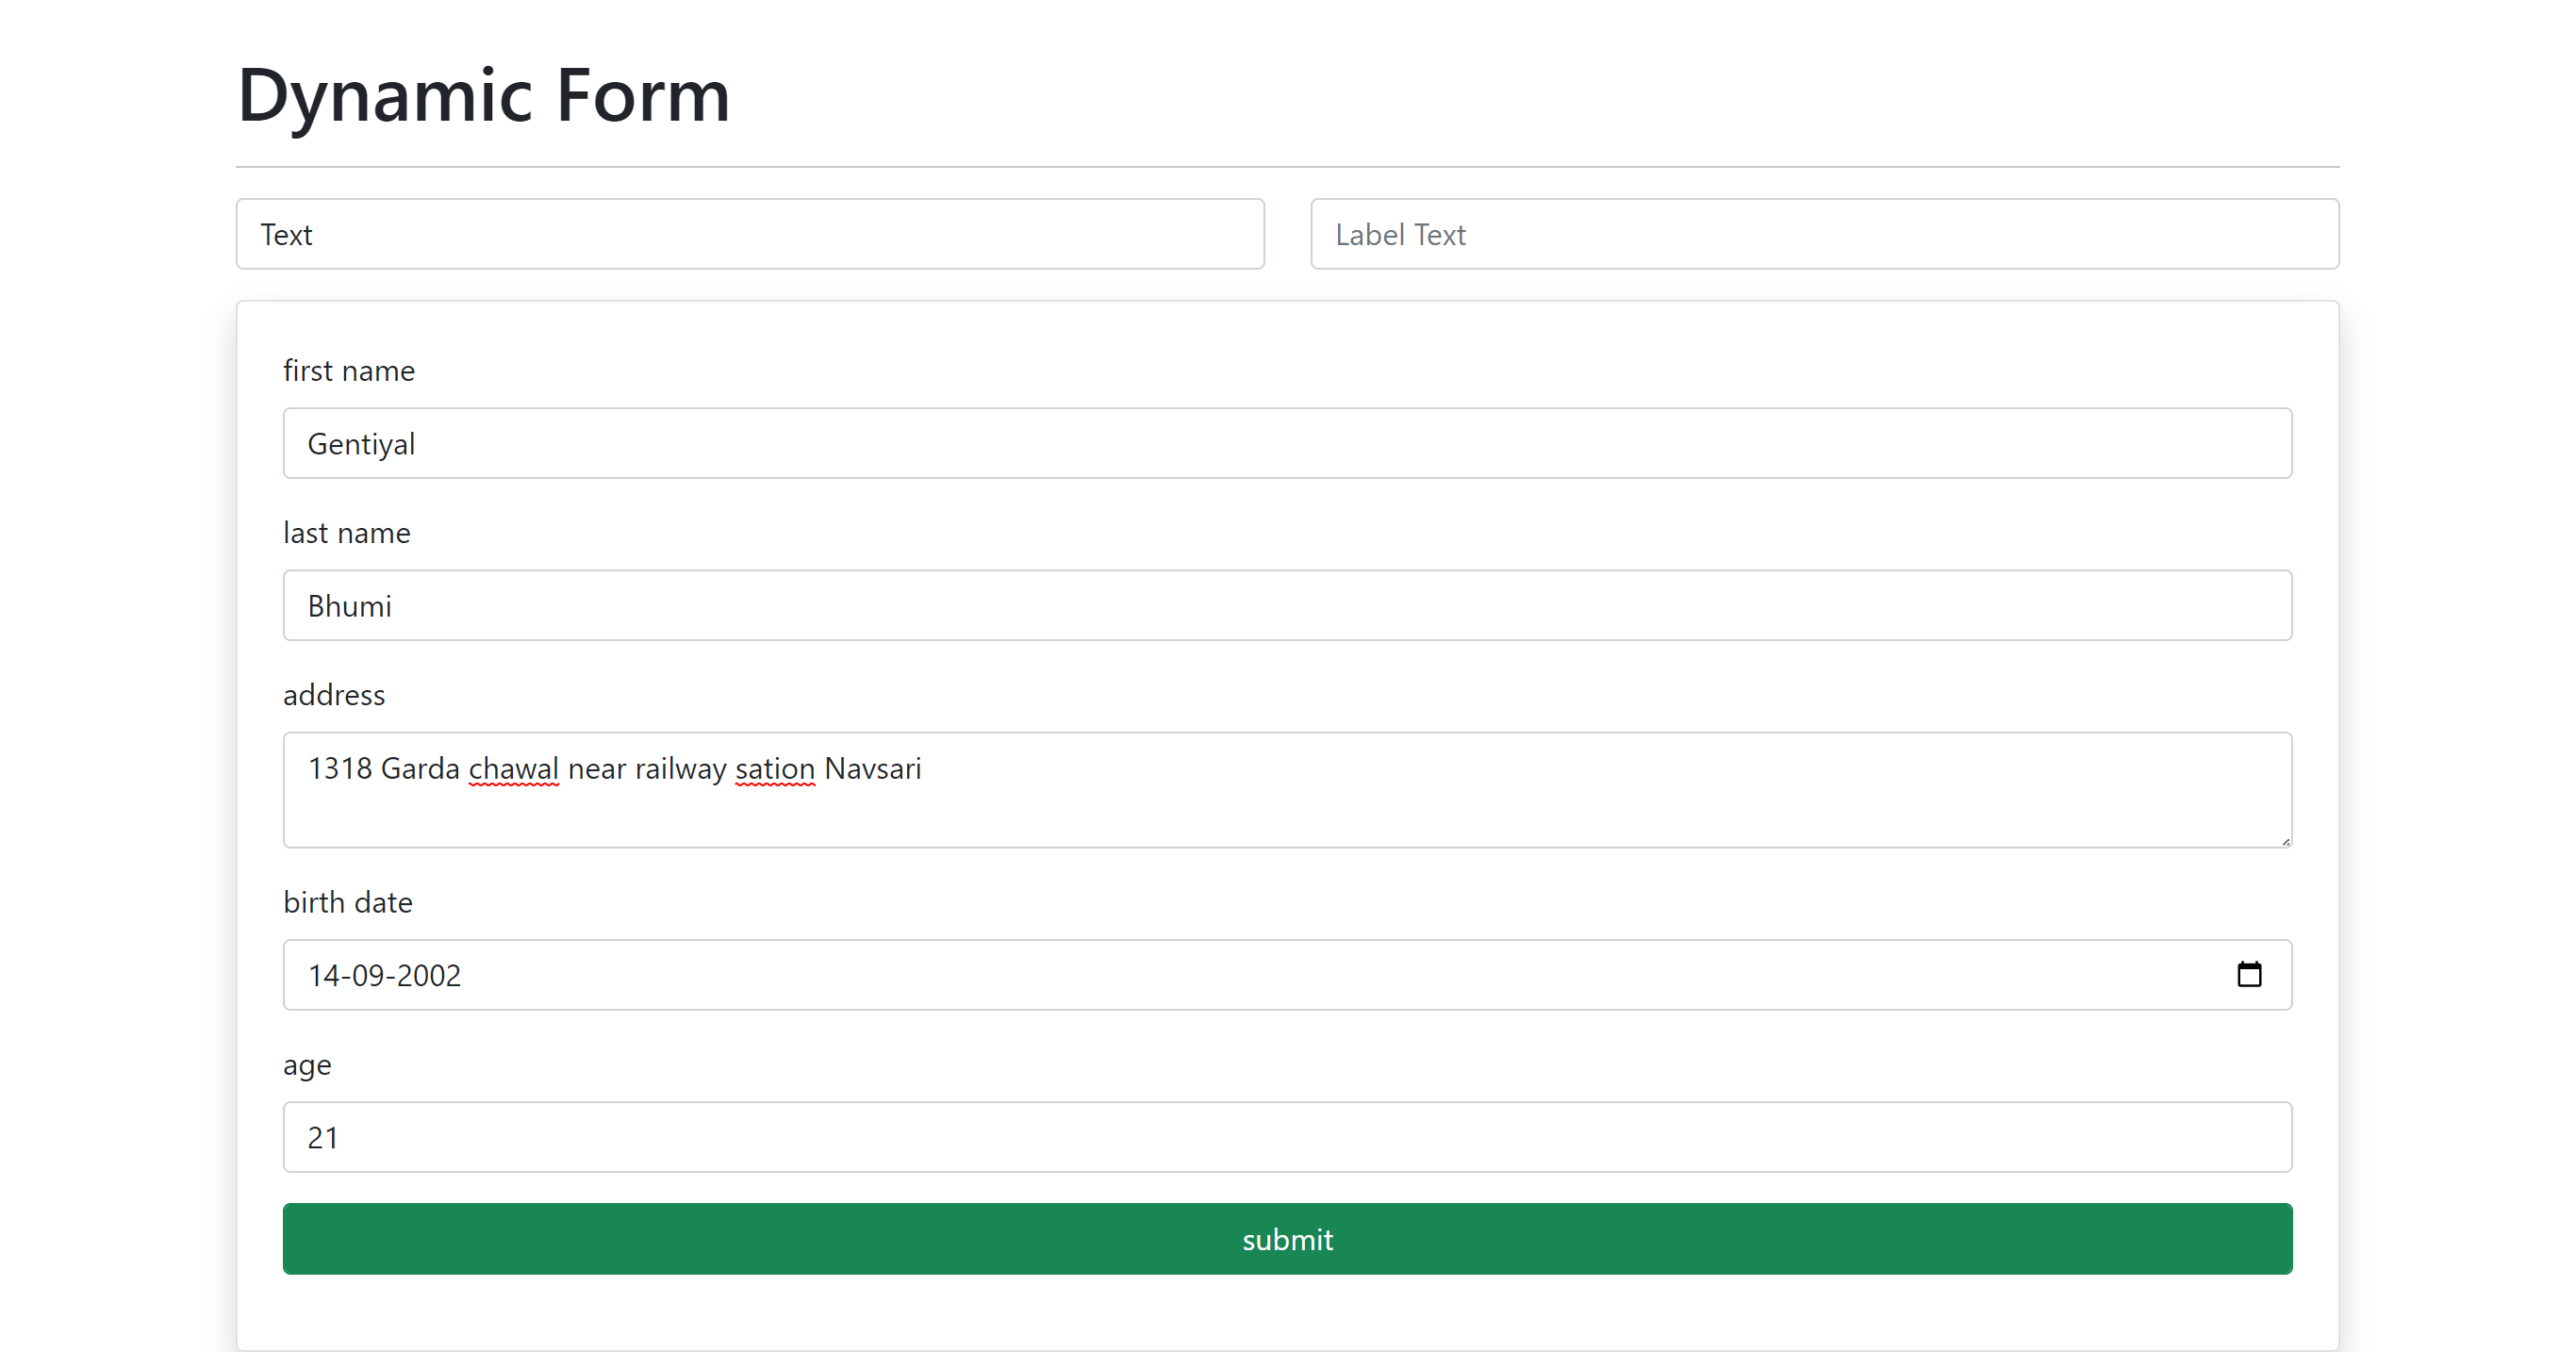 Dynamic Form
Text
Label Text
first name
Gentiyal
last name
Bhumi
address
1318 Garda chawal near railway sation Navsari
birth date
14-09-2002
age
21
submit